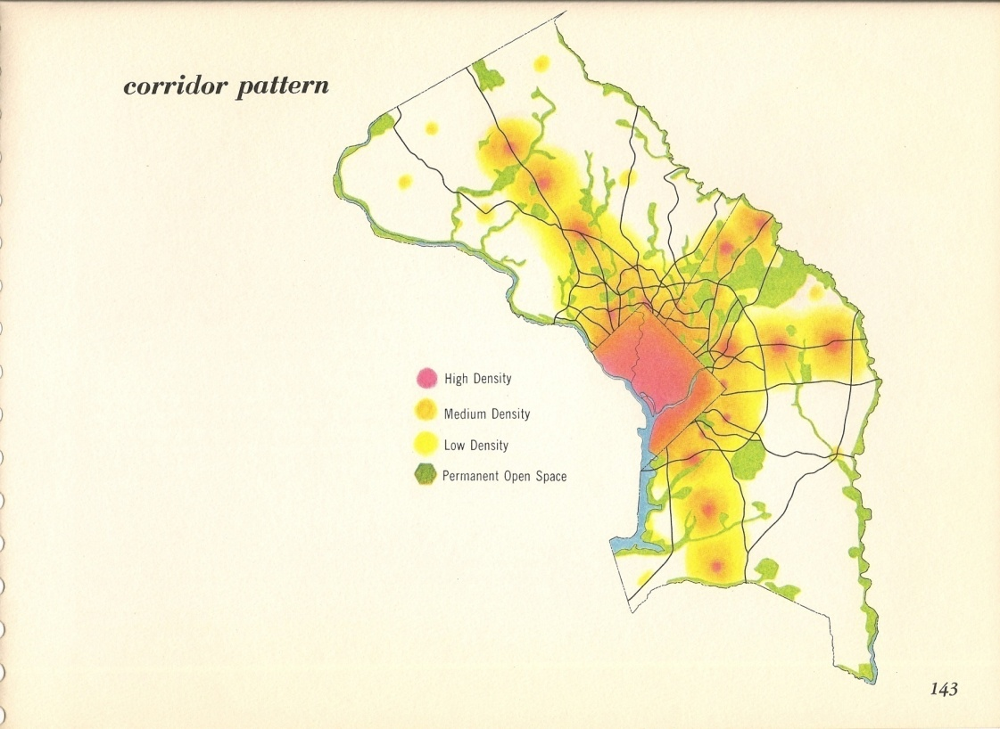 corridor pattern
High Density
Medium Density
Low Density
Permanent Open Space
143